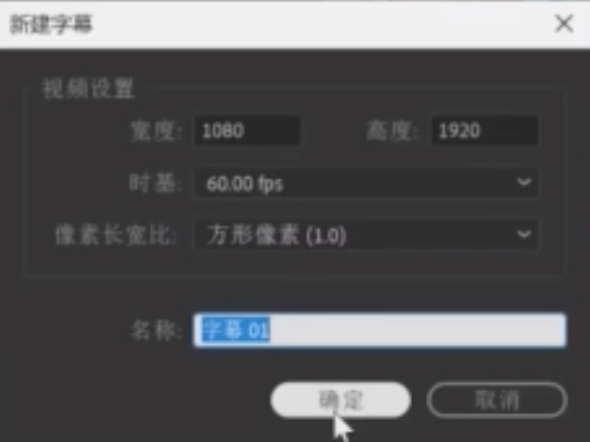 新建字幕
视频设置
宽度: 1080 高度: 1920
时基: 60.00 fps
像素长宽比: 方形像素 (1.0)
名称: 字幕 01
确定 取消